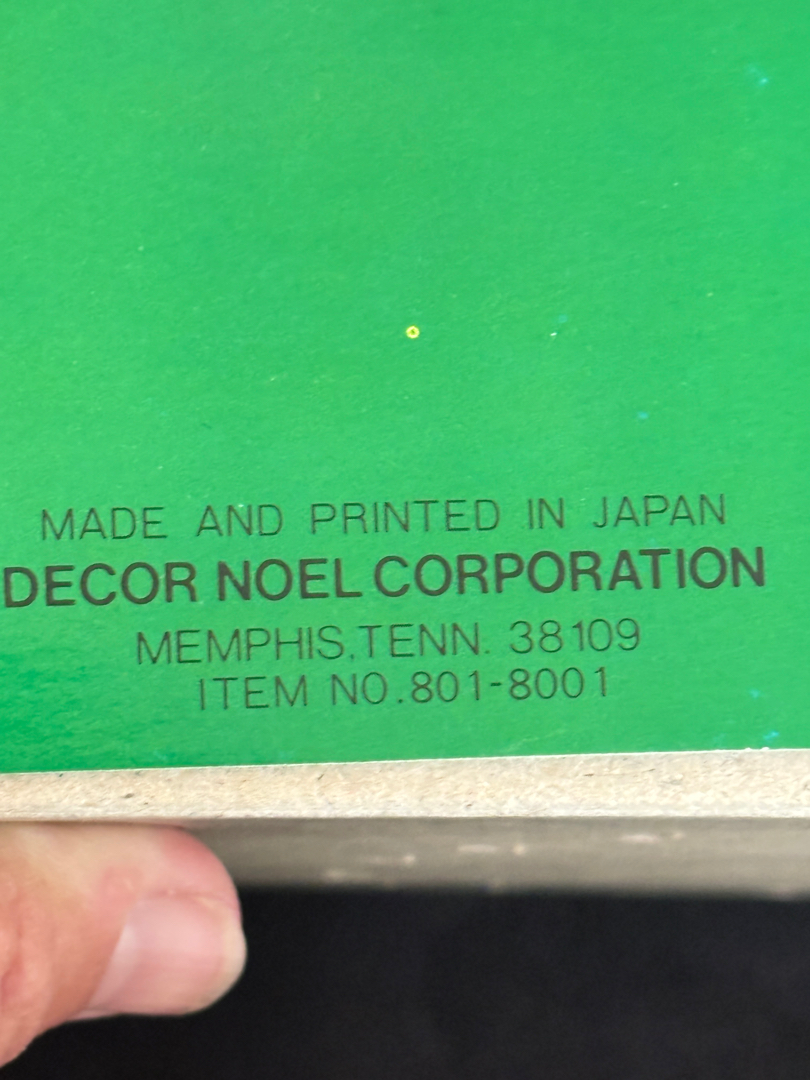 MADE AND PRINTED IN JAPAN
DECOR NOEL CORPORATION
MEMPHIS,TENN. 38109
ITEM NO.801-8001